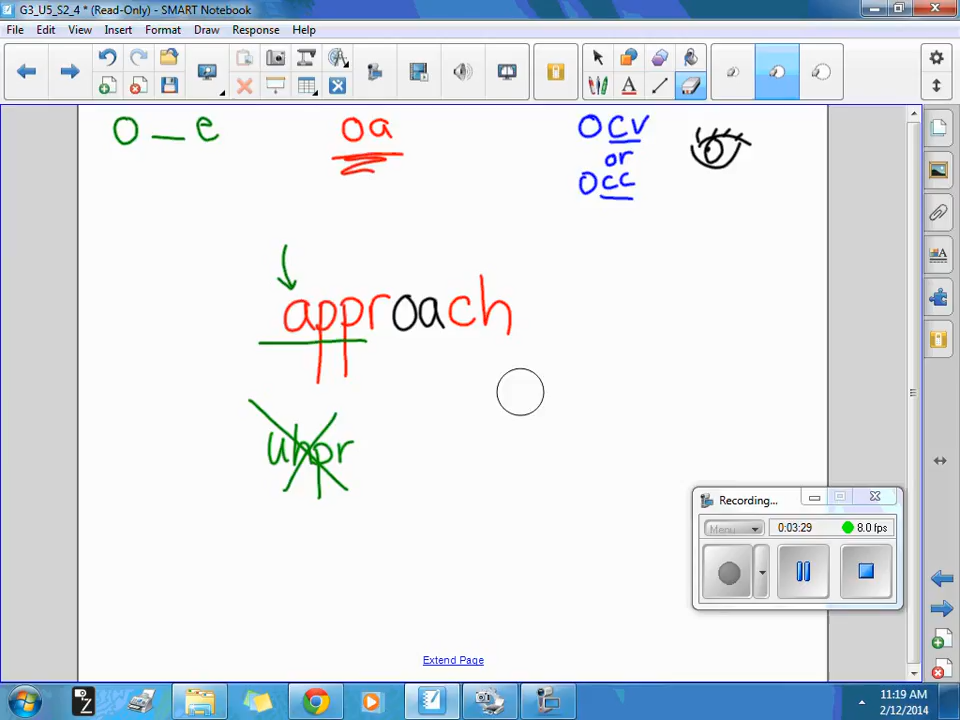 G3_U5_S2_4 * (Read-Only) - SMART Notebook
File Edit View Insert Format Draw Response Help
o _ e oa ocv
or
occ
approach
uhpr
Recording...
Menu 0:03:29 8.0 fps
Extend Page
11:19 AM
2/12/2014